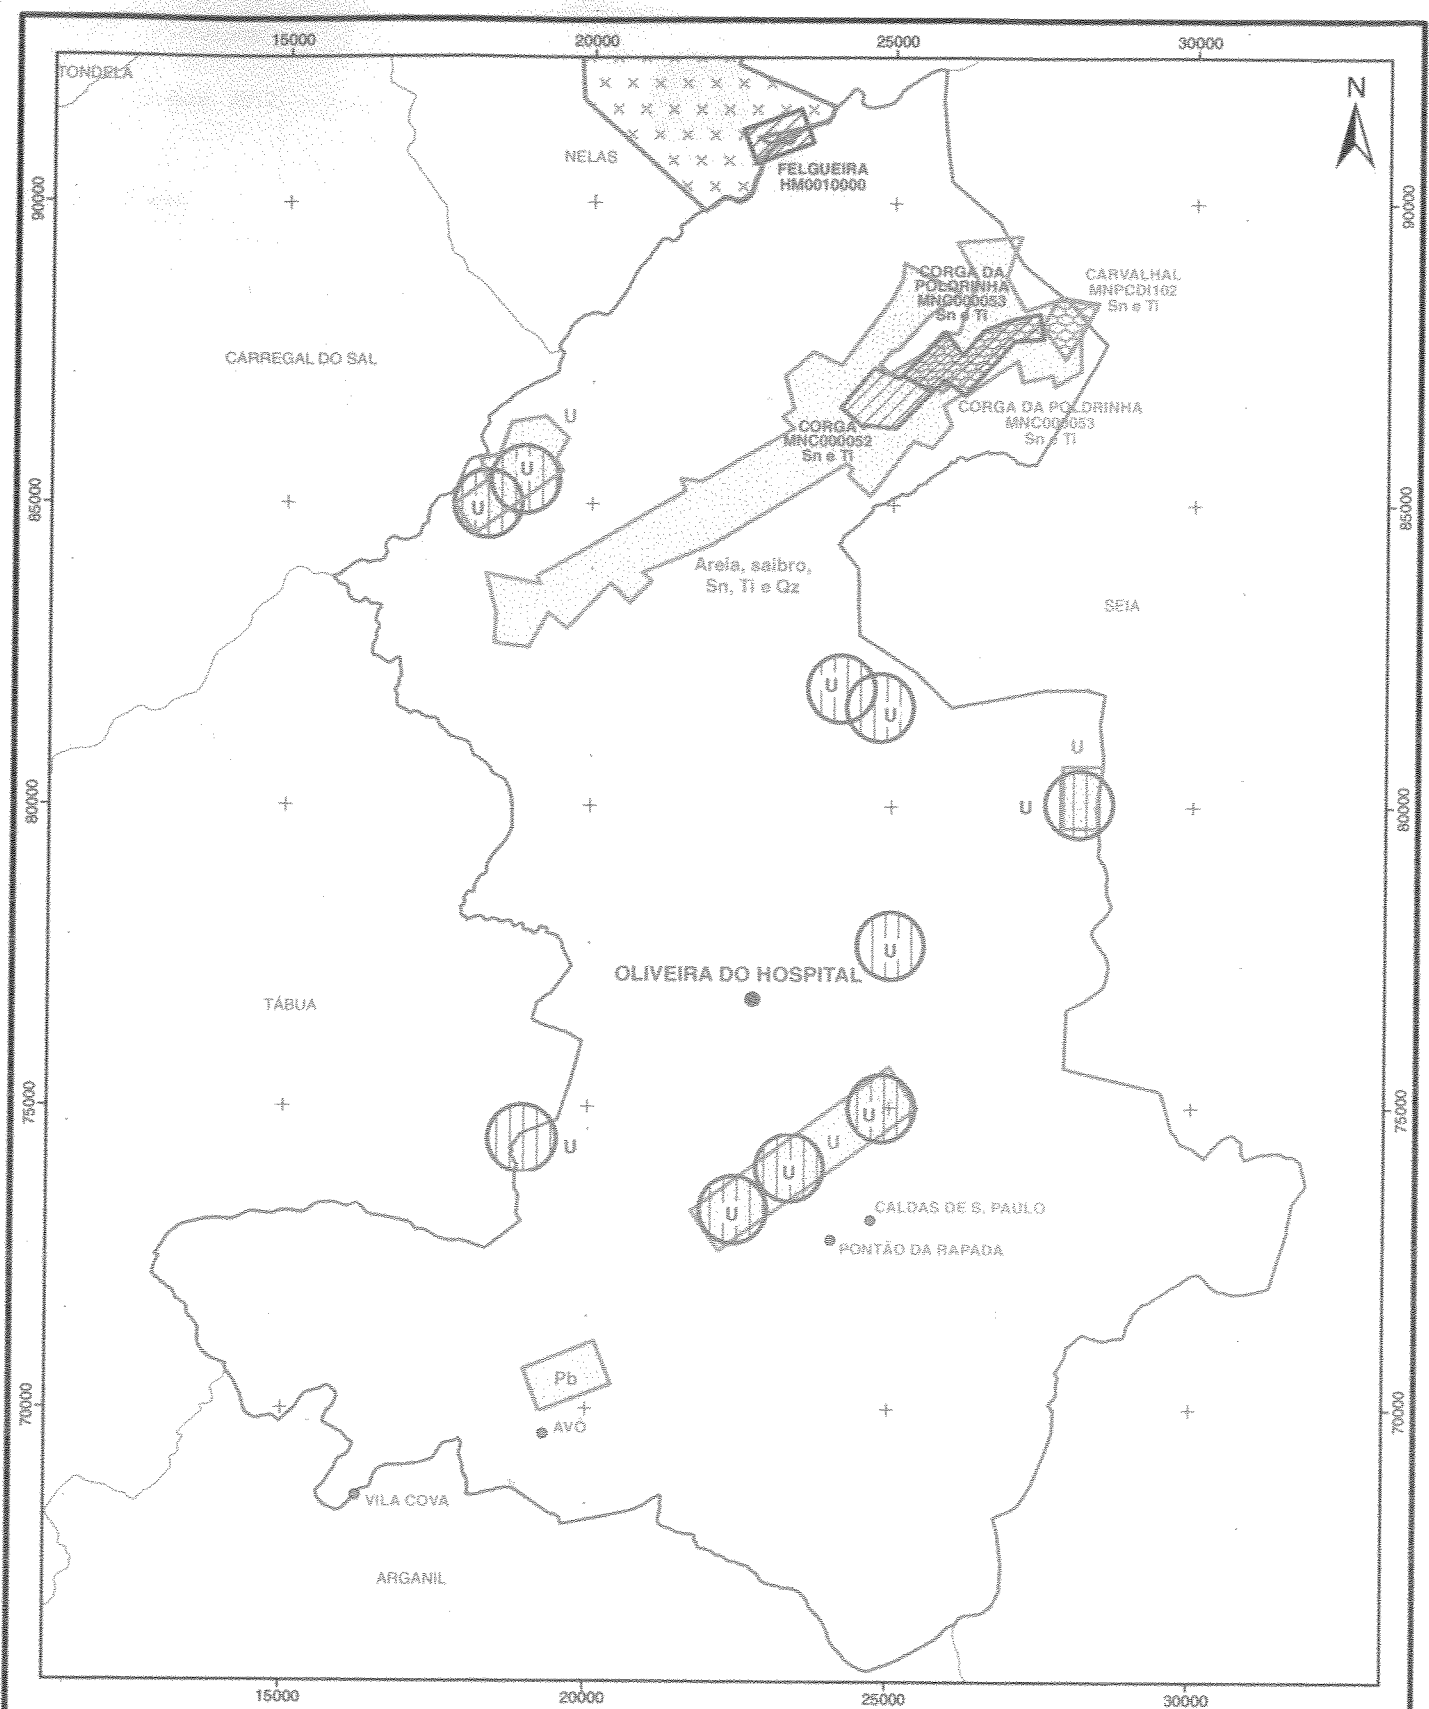 15000
20000
25000
30000
TONDELA
N
NELAS
FELGUEIRA
HM0010000
90000
90000
CORGA DA
POLDRINHA
MNC000053
Sn e Ti
CARVALHAL
MNPCDI102
Sn e Ti
CARREGAL DO SAL
U
CORGA DA POLDRINHA
MNC000053
Sn e Ti
CORGA
MNC000052
Sn e Ti
U
U
85000
85000
Areia, saibro,
Sn, Ti e Qz
SEIA
U
U
U
U
80000
80000
U
OLIVEIRA DO HOSPITAL
TÁBUA
75000
75000
U
U
U
U
U
CALDAS DE S. PAULO
PONTÃO DA RAPADA
Pb
70000
70000
AVÔ
VILA COVA
ARGANIL
15000
20000
25000
30000